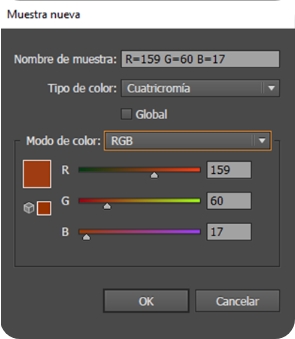 Muestra nueva
Nombre de muestra: R=159 G=60 B=17
Tipo de color: Cuatricromía
Global
Modo de color: RGB
R 159
G 60
B 17
OK Cancelar